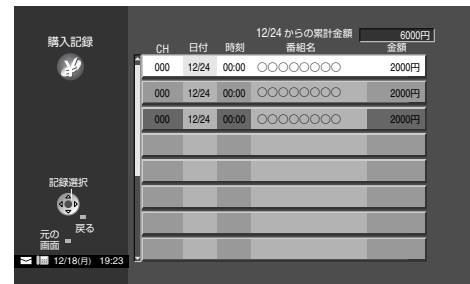 購入記録
12/24 からの累計金額 6000円
CH 日付 時刻 番組名 金額
000 12/24 00:00 ○○○○○○○○ 2000円
000 12/24 00:00 ○○○○○○○○ 2000円
000 12/24 00:00 ○○○○○○○○ 2000円
記録選択
戻る
元の
画面
12/18(月) 19:23